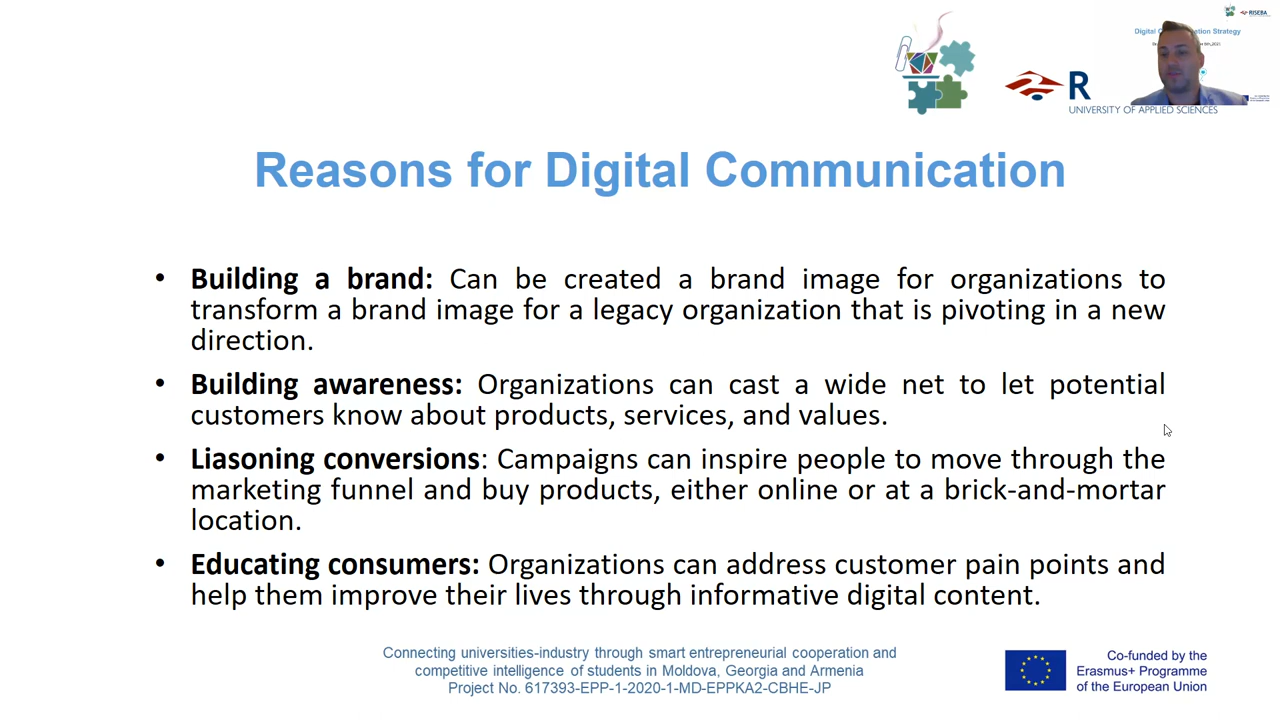 RISEBA
Digital
Strategy
R
UNIVERSITY OF APPLIED SCIENCES
Reasons for Digital Communication
• Building a brand: Can be created a brand image for organizations to
transform a brand image for a legacy organization that is pivoting in a new
direction.
• Building awareness: Organizations can cast a wide net to let potential
customers know about products, services, and values.
• Liasoning conversions: Campaigns can inspire people to move through the
marketing funnel and buy products, either online or at a brick-and-mortar
location.
• Educating consumers: Organizations can address customer pain points and
help them improve their lives through informative digital content.
Connecting universities-industry through smart entrepreneurial cooperation and
competitive intelligence of students in Moldova, Georgia and Armenia
Project No. 617393-EPP-1-2020-1-MD-EPPKA2-CBHE-JP
Co-funded by the
Erasmus+ Programme
of the European Union